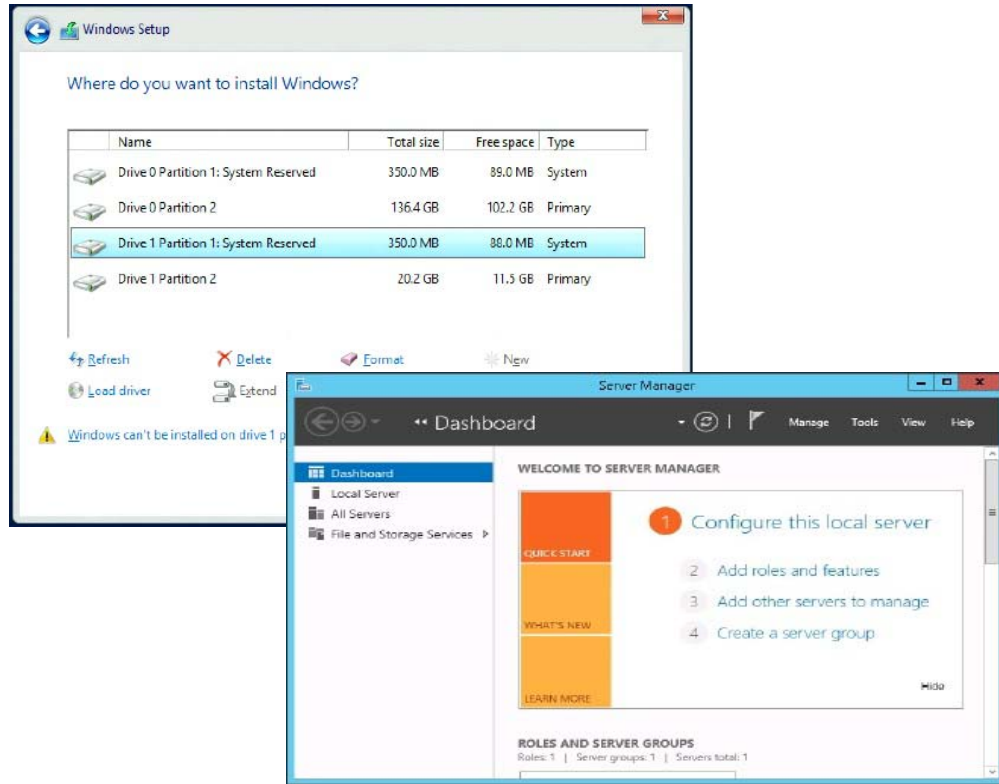 Windows Setup
Where do you want to install Windows?
Name Total size Free space Type
Drive 0 Partition 1: System Reserved 350.0 MB 89.0 MB System
Drive 0 Partition 2 136.4 GB 102.2 GB Primary
Drive 1 Partition 1: System Reserved 350.0 MB 88.0 MB System
Drive 1 Partition 2 20.2 GB 11.5 GB Primary
Refresh Delete Format New
Load driver Extend
Windows can't be installed on drive 1 p
Server Manager
Dashboard Manage Tools View Help
Dashboard
Local Server
All Servers
File and Storage Services
WELCOME TO SERVER MANAGER
QUICK START
WHAT'S NEW
LEARN MORE
1 Configure this local server
2 Add roles and features
3 Add other servers to manage
4 Create a server group
Hide
ROLES AND SERVER GROUPS
Roles: 1 | Server groups: 1 | Servers total: 1